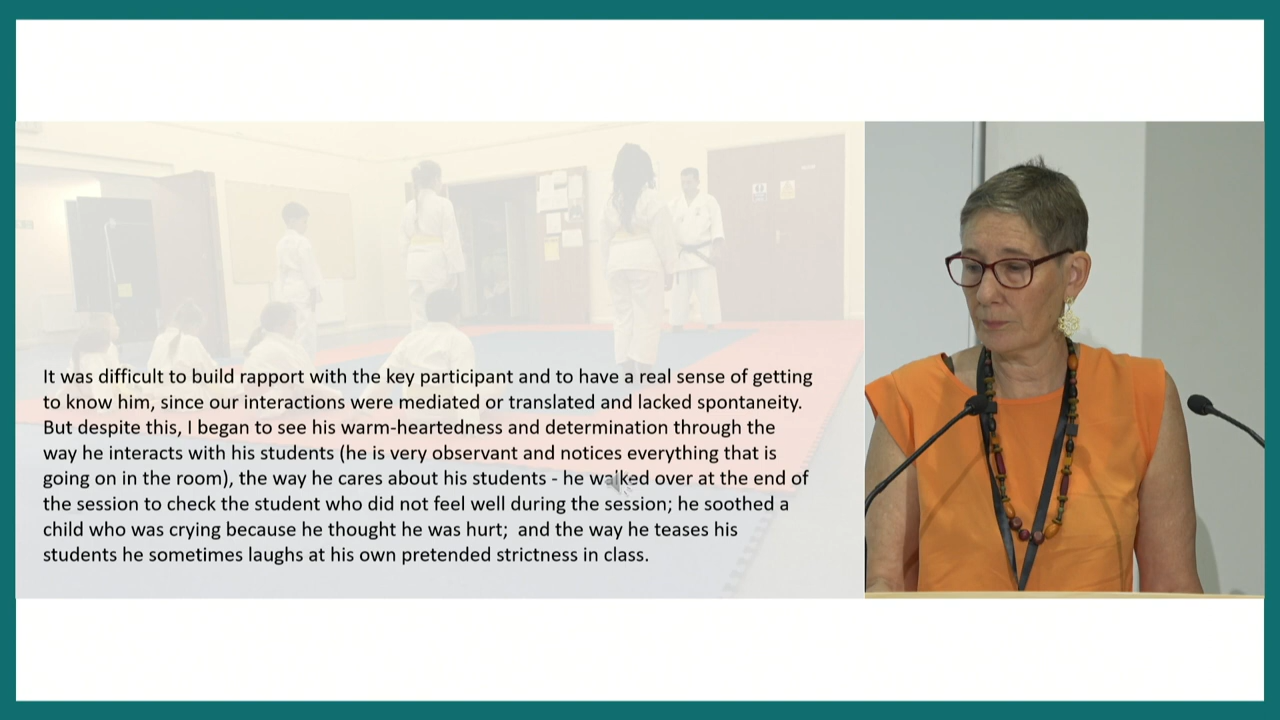 It was difficult to build rapport with the key participant and to have a real sense of getting
to know him, since our interactions were mediated or translated and lacked spontaneity.
But despite this, I began to see his warm-heartedness and determination through the
way he interacts with his students (he is very observant and notices everything that is
going on in the room), the way he cares about his students - he walked over at the end of
the session to check the student who did not feel well during the session; he soothed a
child who was crying because he thought he was hurt;  and the way he teases his
students he sometimes laughs at his own pretended strictness in class.